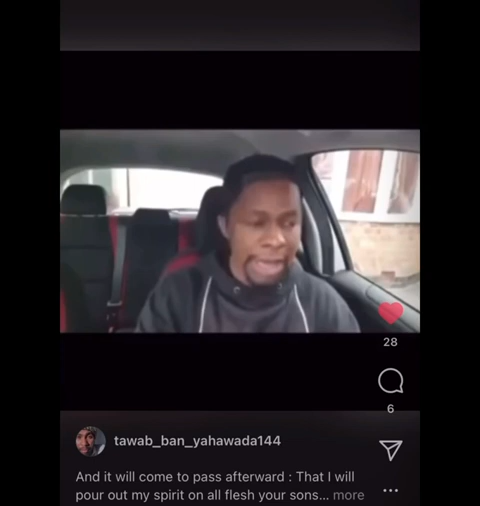 28
6
tawab_ban_yahawada144
And it will come to pass afterward : That I will
pour out my spirit on all flesh your sons... more